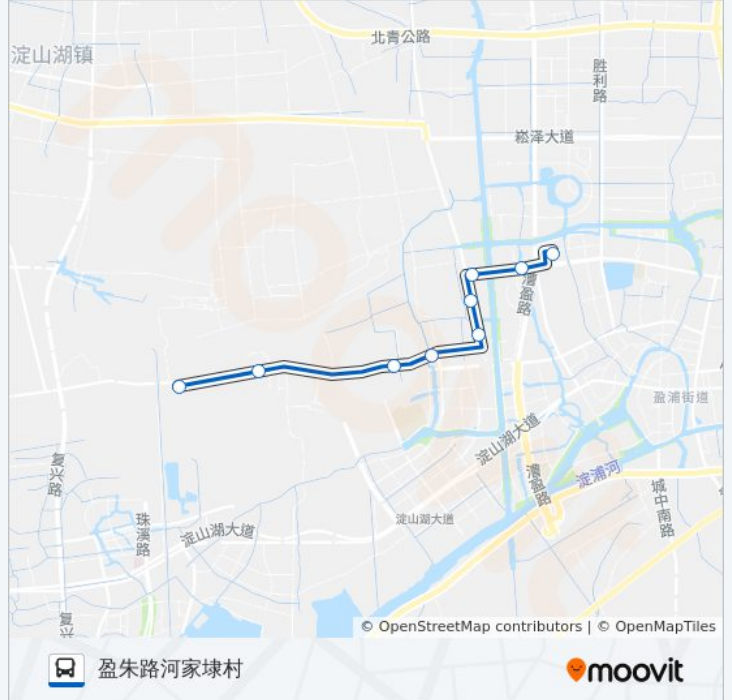 北青公路
淀山湖镇
胜利路
崧泽大道
漕盈路
盈浦街道
淀山湖大道
复兴路
漕盈路
淀浦河
城中南路
珠溪路
淀山湖大道
淀山湖大道
复兴
© OpenStreetMap contributors | © OpenMapTiles
盈朱路河家埭村
moovit